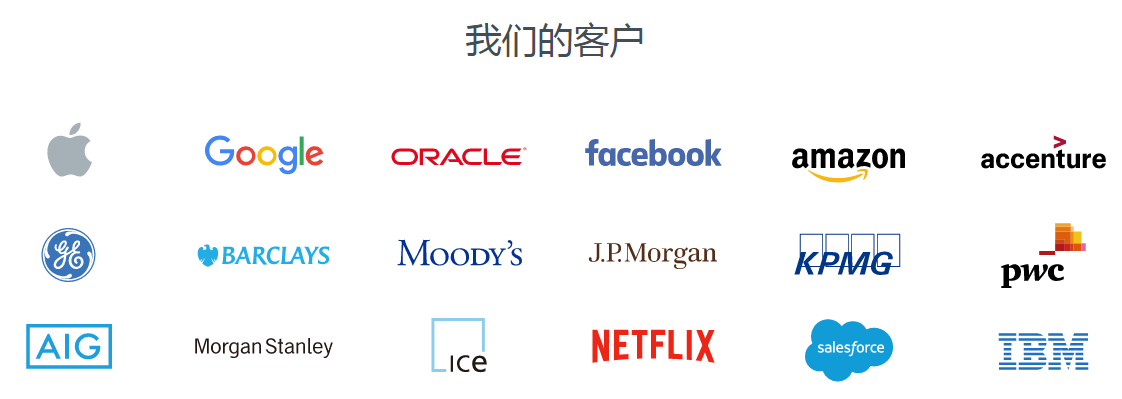 我们的客户
Google ORACLE® facebook amazon accenture
GE BARCLAYS MOODY'S J.P.Morgan KPMG pwc
AIG Morgan Stanley ICE NETFLIX salesforce IBM